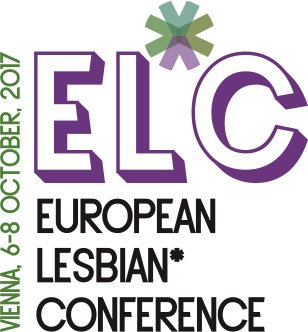 VIENNA, 6-8 OCTOBER, 2017
EL*C
EUROPEAN
LESBIAN*
CONFERENCE